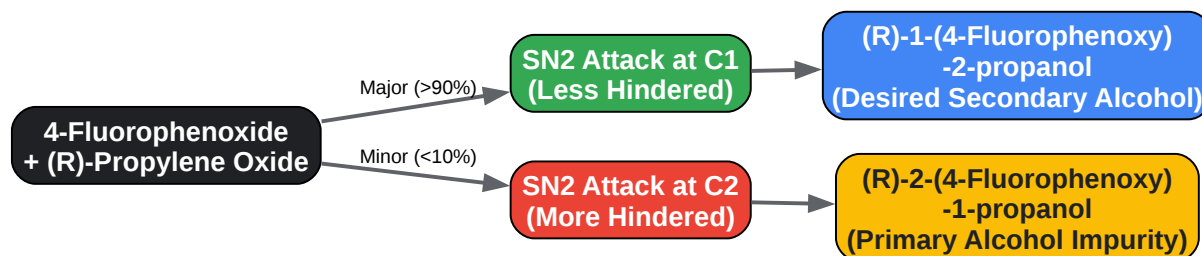 4-Fluorophenoxide
+ (R)-Propylene Oxide
Major (>90%)
Minor (<10%)
SN2 Attack at C1
(Less Hindered)
SN2 Attack at C2
(More Hindered)
(R)-1-(4-Fluorophenoxy)
-2-propanol
(Desired Secondary Alcohol)
(R)-2-(4-Fluorophenoxy)
-1-propanol
(Primary Alcohol Impurity)